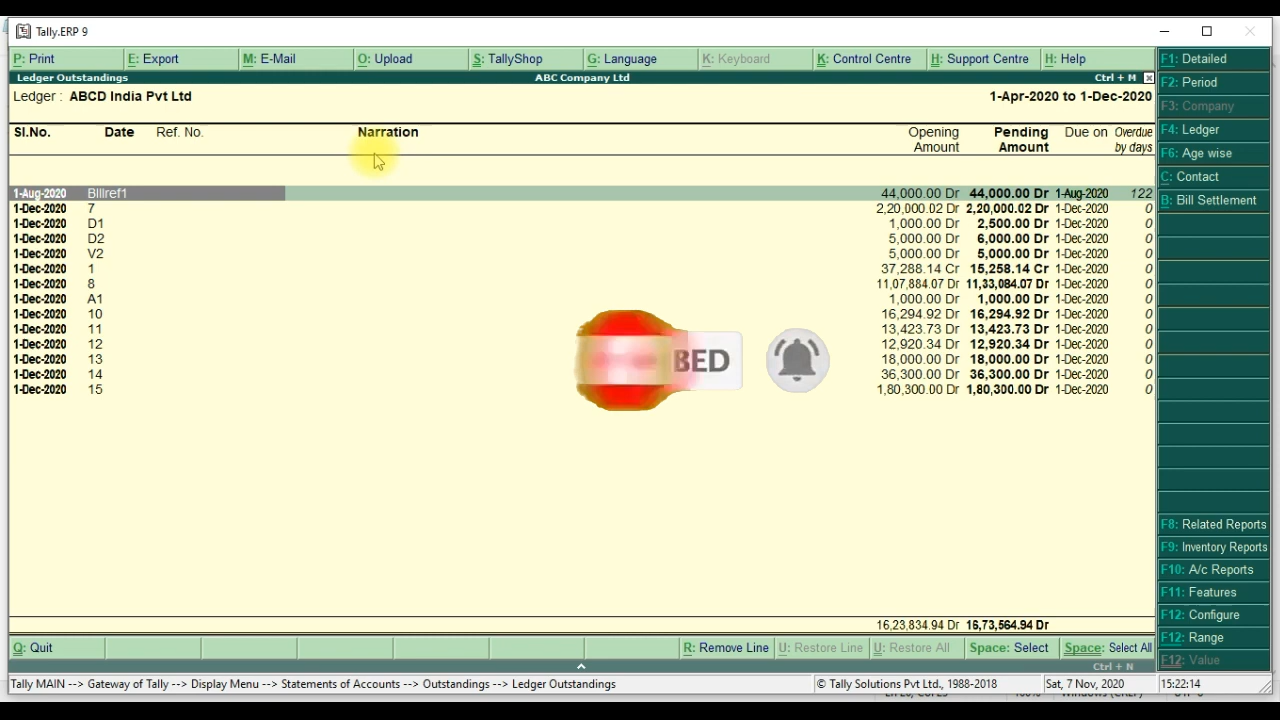 Tally.ERP 9
P: Print E: Export M: E-Mail O: Upload S: TallyShop G: Language K: Keyboard K: Control Centre H: Support Centre H: Help
Ledger Outstandings ABC Company Ltd Ctrl + M
Ledger : ABCD India Pvt Ltd 1-Apr-2020 to 1-Dec-2020
Sl.No. Date Ref. No. Narration Opening Amount Pending Amount Due on Overdue by days
1-Aug-2020 Billref1 44,000.00 Dr 44,000.00 Dr 1-Aug-2020 122
1-Dec-2020 7 2,20,000.02 Dr 2,20,000.02 Dr 1-Dec-2020 0
1-Dec-2020 D1 1,000.00 Dr 2,500.00 Dr 1-Dec-2020 0
1-Dec-2020 D2 5,000.00 Dr 6,000.00 Dr 1-Dec-2020 0
1-Dec-2020 V2 5,000.00 Dr 5,000.00 Dr 1-Dec-2020 0
1-Dec-2020 1 37,288.14 Cr 15,258.14 Cr 1-Dec-2020 0
1-Dec-2020 8 11,07,884.07 Dr 11,33,084.07 Dr 1-Dec-2020 0
1-Dec-2020 A1 1,000.00 Dr 1,000.00 Dr 1-Dec-2020 0
1-Dec-2020 10 16,294.92 Dr 16,294.92 Dr 1-Dec-2020 0
1-Dec-2020 11 13,423.73 Dr 13,423.73 Dr 1-Dec-2020 0
1-Dec-2020 12 12,920.34 Dr 12,920.34 Dr 1-Dec-2020 0
1-Dec-2020 13 18,000.00 Dr 18,000.00 Dr 1-Dec-2020 0
1-Dec-2020 14 36,300.00 Dr 36,300.00 Dr 1-Dec-2020 0
1-Dec-2020 15 1,80,300.00 Dr 1,80,300.00 Dr 1-Dec-2020 0
BED
16,23,834.94 Dr 16,73,564.94 Dr
Q: Quit R: Remove Line U: Restore Line U: Restore All Space: Select Space: Select All
Ctrl + N
Tally MAIN --> Gateway of Tally --> Display Menu --> Statements of Accounts --> Outstandings --> Ledger Outstandings © Tally Solutions Pvt Ltd., 1988-2018 Sat, 7 Nov, 2020 15:22:14
F1: Detailed
F2: Period
F3: Company
F4: Ledger
F6: Age wise
C: Contact
B: Bill Settlement
F8: Related Reports
F9: Inventory Reports
F10: A/c Reports
F11: Features
F12: Configure
F12: Range
F12: Value